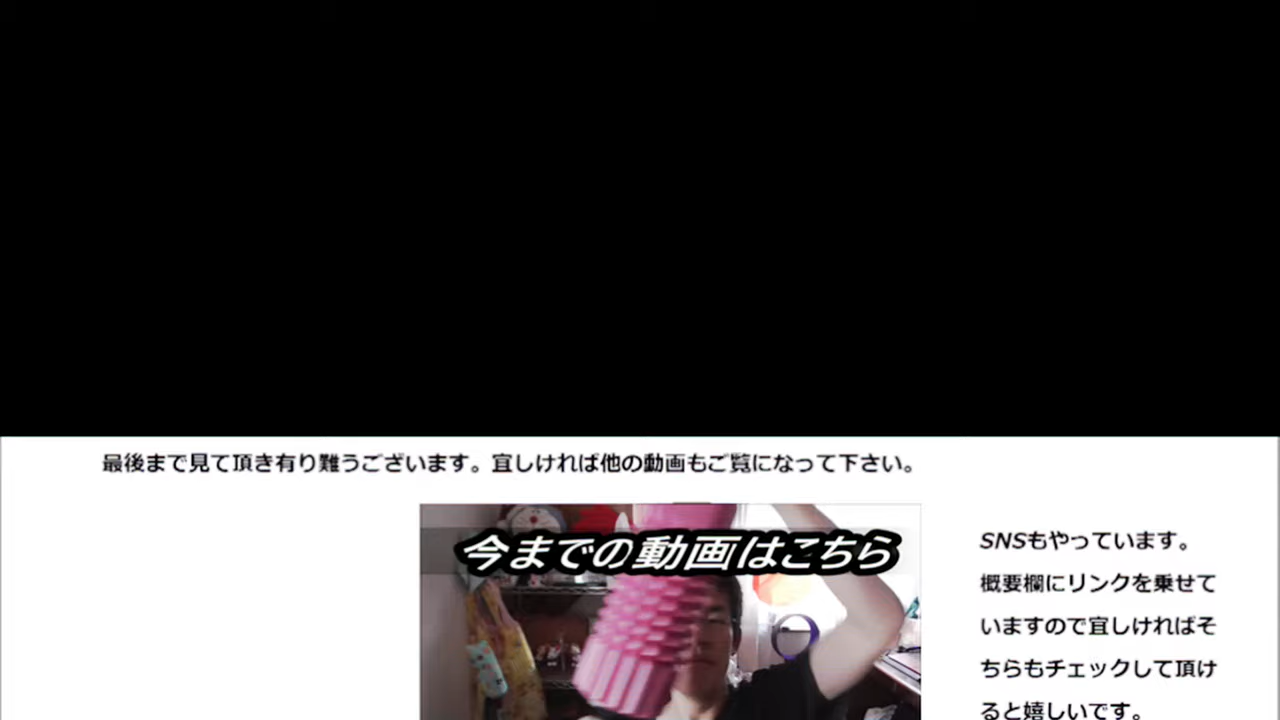 最後まで見て頂き有り難うございます。宜しければ他の動画もご覧になって下さい。
今までの動画はこちら
SNSもやっています。
概要欄にリンクを乗せて
いますので宜しければそ
ちらもチェックして頂け
ると嬉しいです。